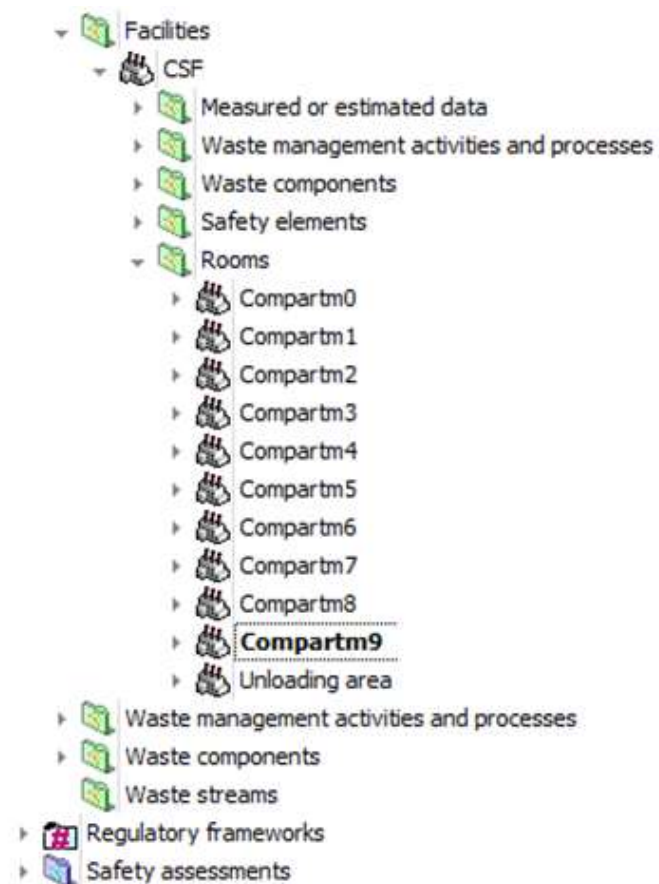 Facilities
CSF
Measured or estimated data
Waste management activities and processes
Waste components
Safety elements
Rooms
Compartm0
Compartm1
Compartm2
Compartm3
Compartm4
Compartm5
Compartm6
Compartm7
Compartm8
Compartm9
Unloading area
Waste management activities and processes
Waste components
Waste streams
Regulatory frameworks
Safety assessments